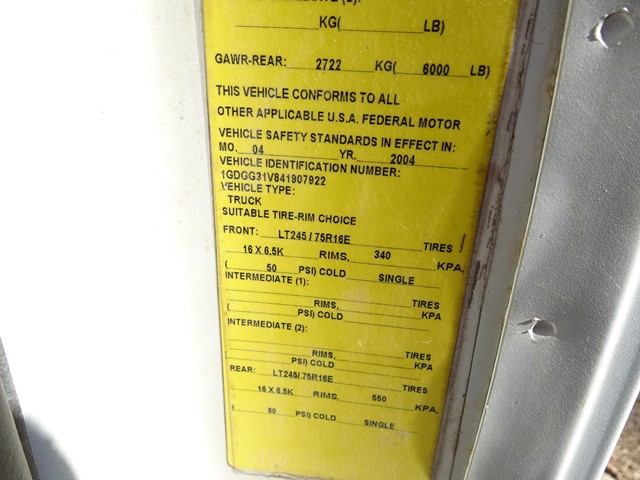 KG( LB)
GAWR-REAR: 2722 KG( 6000 LB)
THIS VEHICLE CONFORMS TO ALL
OTHER APPLICABLE U.S.A. FEDERAL MOTOR
VEHICLE SAFETY STANDARDS IN EFFECT IN:
MO. 04 YR. 2004
VEHICLE IDENTIFICATION NUMBER:
1GDGG31V841907922
VEHICLE TYPE:
TRUCK
SUITABLE TIRE-RIM CHOICE
FRONT: LT245 / 75R16E TIRES
16 X 6.5K RIMS, 340 KPA,
( 50 PSI) COLD SINGLE
INTERMEDIATE (1):
TIRES
RIMS, KPA
( PSI) COLD
INTERMEDIATE (2):
TIRES
RIMS, KPA
( PSI) COLD
REAR: LT245/ 75R16E TIRES
16 X 6.5K RIMS, 550 KPA,
( 80 PSI) COLD SINGLE